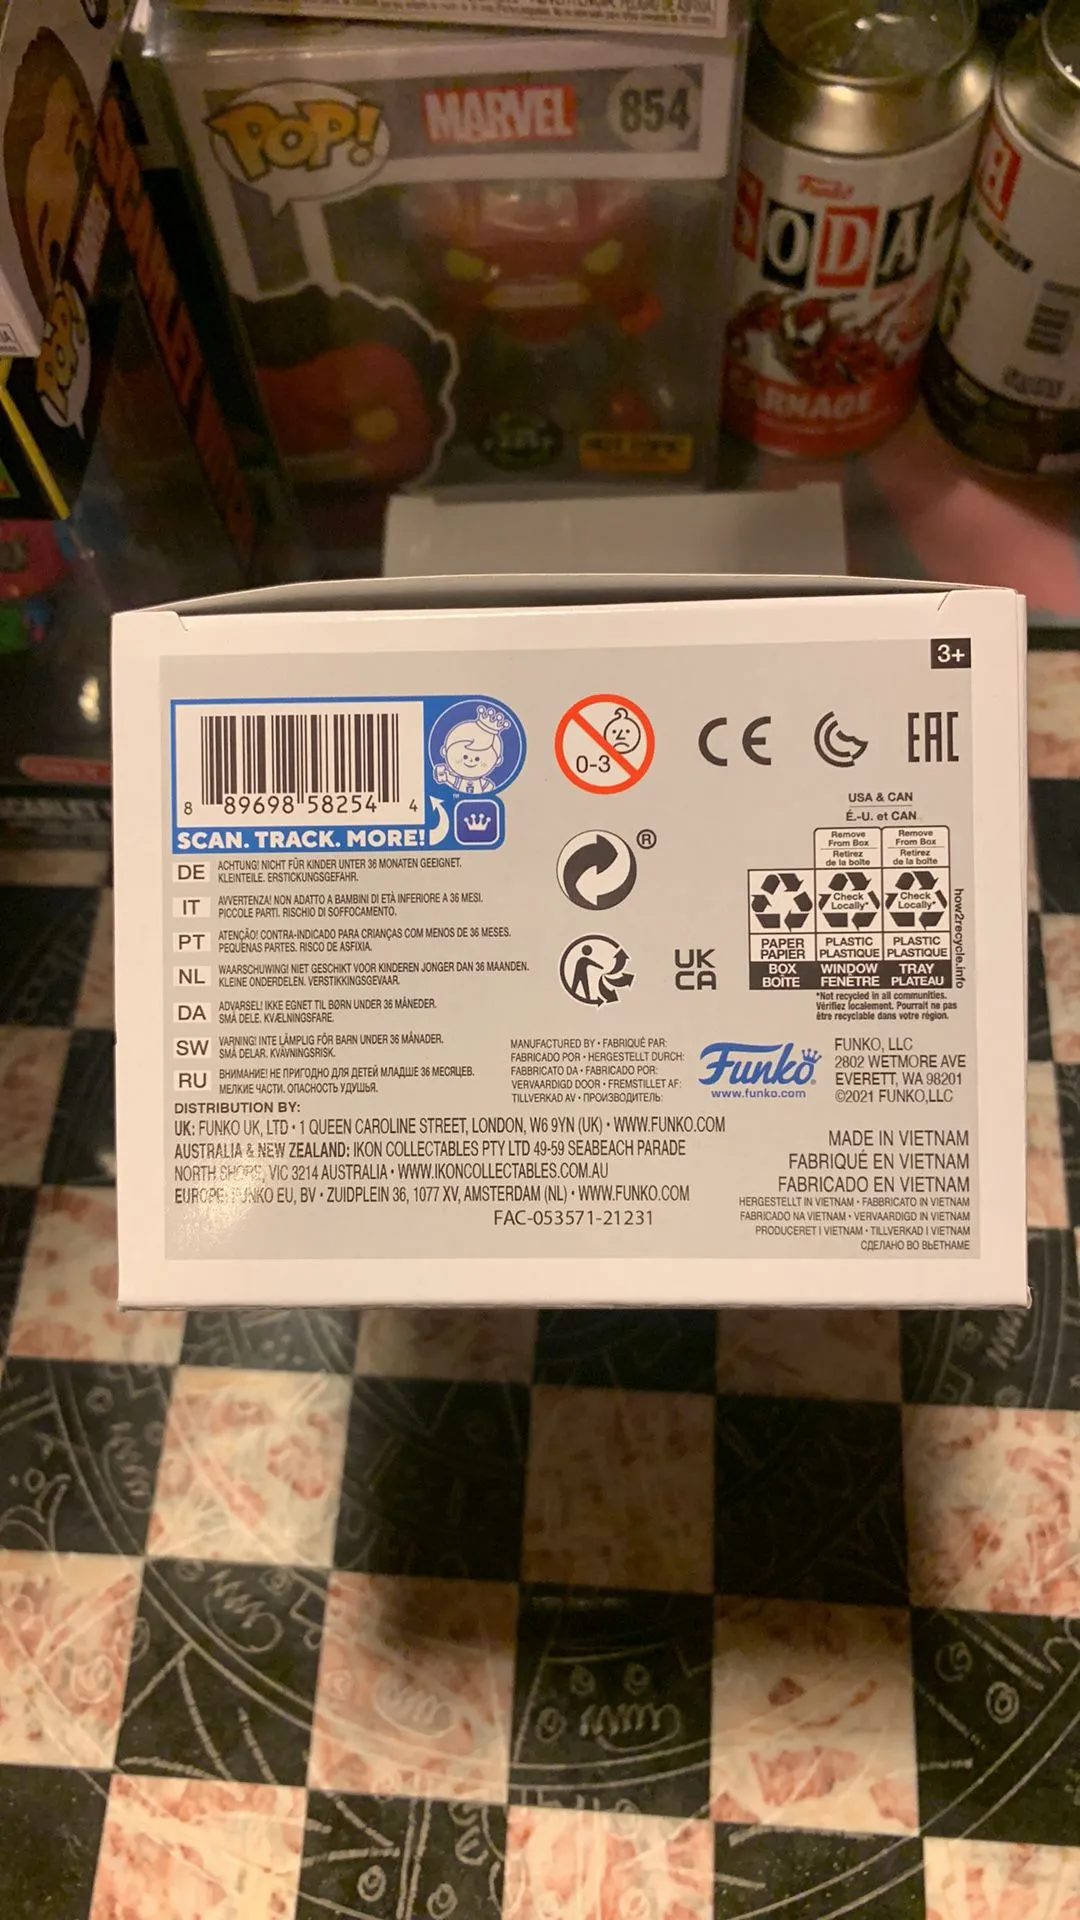 POP!
MARVEL
854
Funko
SODA
RNAGE
3+
8 89698 58254 4
SCAN. TRACK. MORE!
™
0-3
CE
EAC
USA & CAN
É.-U. et CAN
Remove From Box
Retirez de la boîte
Remove From Box
Retirez de la boîte
Check Locally*
Check Locally*
PAPER PAPIER
PLASTIC PLASTIQUE
PLASTIC PLASTIQUE
BOX BOÎTE
WINDOW FENÊTRE
TRAY PLATEAU
how2recycle.info
*Not recycled in all communities.
Vérifiez localement. Pourrait ne pas
être recyclable dans votre région.
®
UK
CA
DE ACHTUNG! NICHT FÜR KINDER UNTER 36 MONATEN GEEIGNET.
KLEINTEILE. ERSTICKUNGSGEFAHR.
IT AVVERTENZA! NON ADATTO A BAMBINI DI ETÀ INFERIORE A 36 MESI.
PICCOLE PARTI. RISCHIO DI SOFFOCAMENTO.
PT ATENÇÃO! CONTRA-INDICADO PARA CRIANÇAS COM MENOS DE 36 MESES.
PEQUENAS PARTES. RISCO DE ASFIXIA.
NL WAARSCHUWING! NIET GESCHIKT VOOR KINDEREN JONGER DAN 36 MAANDEN.
KLEINE ONDERDELEN. VERSTIKKINGSGEVAAR.
DA ADVARSEL! IKKE EGNET TIL BØRN UNDER 36 MÅNEDER.
SMÅ DELE. KVÆLNINGSFARE.
SW VARNING! INTE LÄMPLIG FÖR BARN UNDER 36 MÅNADER.
SMÅ DELAR. KVÄVNINGSRISK.
RU ВНИМАНИЕ! НЕ ПРИГОДНО ДЛЯ ДЕТЕЙ МЛАДШЕ 36 МЕСЯЦЕВ.
МЕЛКИЕ ЧАСТИ. ОПАСНОСТЬ УДУШЬЯ.
MANUFACTURED BY • FABRIQUÉ PAR:
FABRICADO POR • HERGESTELLT DURCH:
FABBRICATO DA • FABRICADO POR:
VERVAARDIGD DOOR • FREMSTILLET AF:
TILLVERKAD AV • ПРОИЗВОДИТЕЛЬ:
Funko®
www.funko.com
FUNKO, LLC
2802 WETMORE AVE
EVERETT, WA 98201
©2021 FUNKO,LLC
DISTRIBUTION BY:
UK: FUNKO UK, LTD • 1 QUEEN CAROLINE STREET, LONDON, W6 9YN (UK) • WWW.FUNKO.COM
AUSTRALIA & NEW ZEALAND: IKON COLLECTABLES PTY LTD 49-59 SEABEACH PARADE
NORTH SHORE, VIC 3214 AUSTRALIA • WWW.IKONCOLLECTABLES.COM.AU
EUROPE: FUNKO EU, BV • ZUIDPLEIN 36, 1077 XV, AMSTERDAM (NL) • WWW.FUNKO.COM
FAC-053571-21231
MADE IN VIETNAM
FABRIQUÉ EN VIETNAM
FABRICADO EN VIETNAM
HERGESTELLT IN VIETNAM • FABBRICATO IN VIETNAM
FABRICADO NA VIETNAM • VERVAARDIGD IN VIETNAM
PRODUCERET I VIETNAM • TILLVERKAD I VIETNAM
СДЕЛАНО ВО ВЬЕТНАМЕ